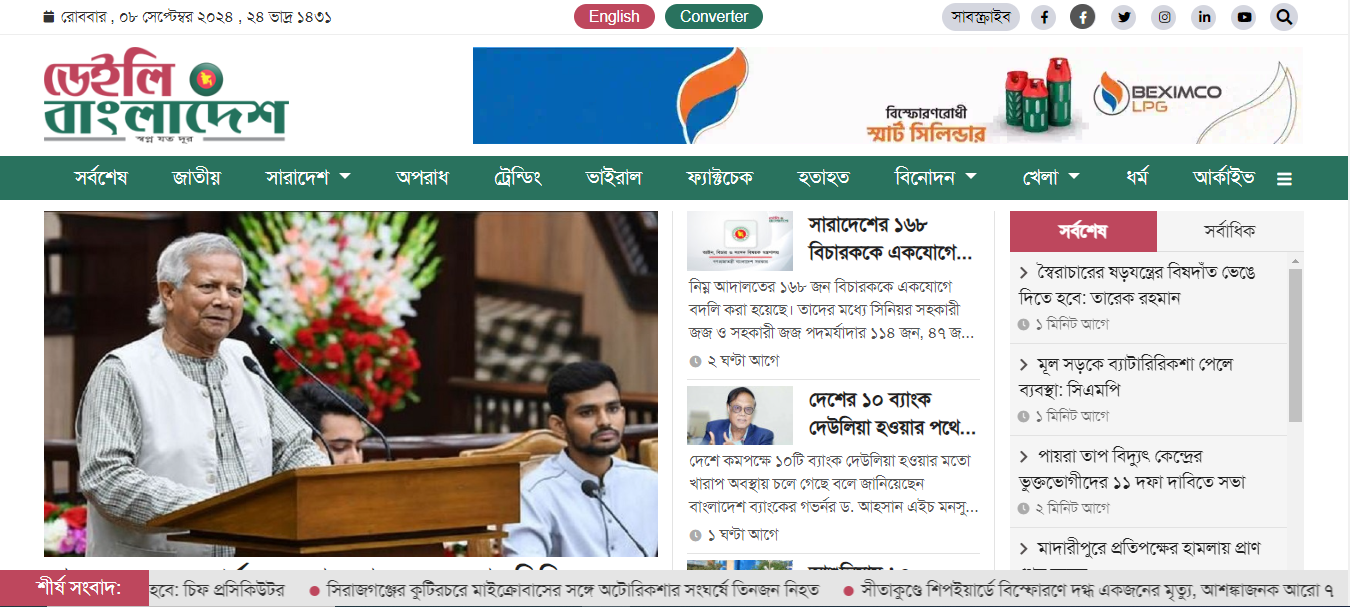 রোববার , ০৮ সেপ্টেম্বর ২০২৪ , ২৪ ভাদ্র ১৪৩১
English
Converter
সাবস্ক্রাইব
ডেইলি
বাংলাদেশ
স্বপ্ন যত দূর
বিস্ফোরণরোধী
স্মার্ট সিলিন্ডার
BEXIMCO
LPG
সর্বশেষ জাতীয় সারাদেশ অপরাধ ট্রেন্ডিং ভাইরাল ফ্যাক্টচেক হতাহত বিনোদন খেলা ধর্ম আর্কাইভ
সারাদেশের ১৬৮
বিচারককে একযোগে...
নিম্ন আদালতের ১৬৮ জন বিচারককে একযোগে
বদলি করা হয়েছে। তাদের মধ্যে সিনিয়র সহকারী
জজ ও সহকারী জজ পদমর্যাদার ১১৪ জন, ৪৭ জ...
২ ঘণ্টা আগে
দেশের ১০ ব্যাংক
দেউলিয়া হওয়ার পথে...
দেশে কমপক্ষে ১০টি ব্যাংক দেউলিয়া হওয়ার মতো
খারাপ অবস্থায় চলে গেছে বলে জানিয়েছেন
বাংলাদেশ ব্যাংকের গভর্নর ড. আহসান এইচ মনসু...
১ ঘণ্টা আগে
সর্বশেষ
সর্বাধিক
স্বৈরাচারের ষড়যন্ত্রের বিষদাঁত ভেঙে
দিতে হবে: তারেক রহমান
১ মিনিট আগে
মূল সড়কে ব্যাটারিরিকশা পেলে
ব্যবস্থা: সিএমপি
১ মিনিট আগে
পায়রা তাপ বিদ্যুৎ কেন্দ্রের
ভুক্তভোগীদের ১১ দফা দাবিতে সভা
২ মিনিট আগে
মাদারীপুরে প্রতিপক্ষের হামলায় প্রাণ
শীর্ষ সংবাদ:
হবে: চিফ প্রসিকিউটর
সিরাজগঞ্জের কুটিরচরে মাইক্রোবাসের সঙ্গে অটোরিকশার সংঘর্ষে তিনজন নিহত
সীতাকুণ্ডে শিপইয়ার্ডে বিস্ফোরণে দগ্ধ একজনের মৃত্যু, আশঙ্কাজনক আরো ৭